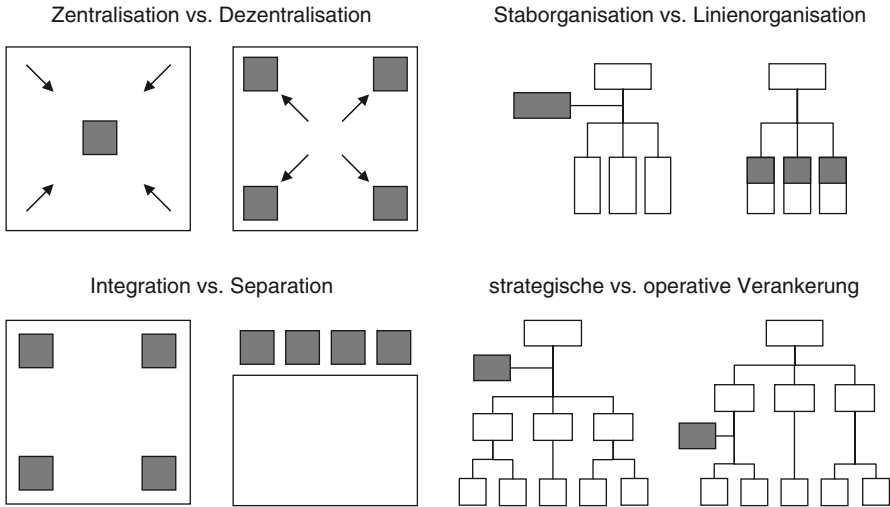 Zentralisation vs. Dezentralisation
Staborganisation vs. Linienorganisation
Integration vs. Separation
strategische vs. operative Verankerung